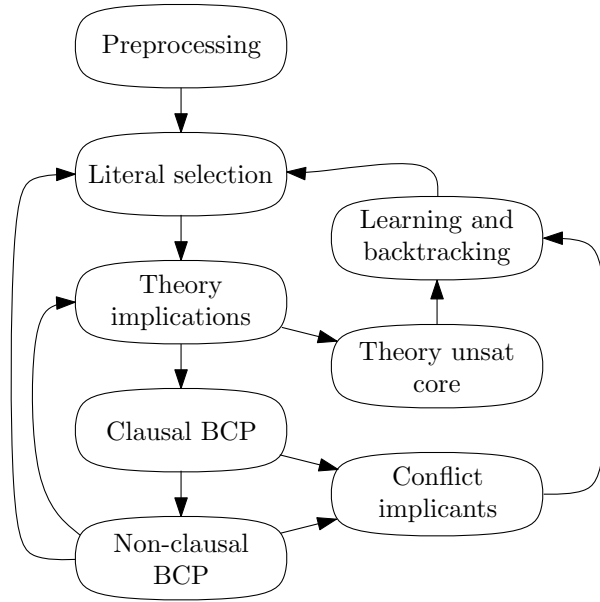 Preprocessing
Literal selection
Learning and
backtracking
Theory
implications
Theory unsat
core
Clausal BCP
Conflict
implicants
Non-clausal
BCP